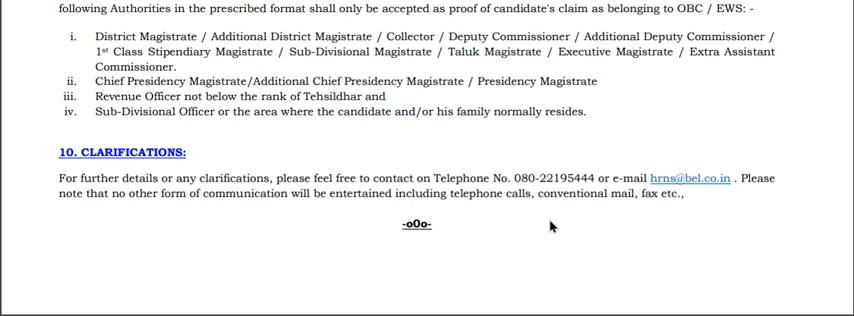 following Authorities in the prescribed format shall only be accepted as proof of candidate's claim as belonging to OBC / EWS: -
i. District Magistrate / Additional District Magistrate / Collector / Deputy Commissioner / Additional Deputy Commissioner /
1st Class Stipendiary Magistrate / Sub-Divisional Magistrate / Taluk Magistrate / Executive Magistrate / Extra Assistant
Commissioner.
ii. Chief Presidency Magistrate/Additional Chief Presidency Magistrate / Presidency Magistrate
iii. Revenue Officer not below the rank of Tehsildhar and
iv. Sub-Divisional Officer or the area where the candidate and/or his family normally resides.
10. CLARIFICATIONS:
For further details or any clarifications, please feel free to contact on Telephone No. 080-22195444 or e-mail hrns@bel.co.in . Please
note that no other form of communication will be entertained including telephone calls, conventional mail, fax etc.,
-o0o-